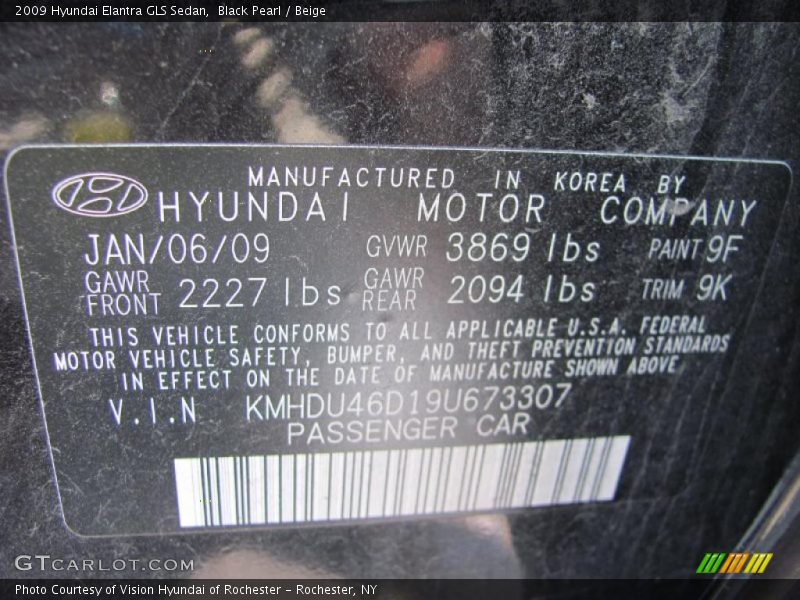 2009 Hyundai Elantra GLS Sedan, Black Pearl / Beige
MANUFACTURED IN KOREA BY
HYUNDAI MOTOR COMPANY
JAN/06/09 GVWR 3869 lbs PAINT 9F
GAWR FRONT 2227 lbs GAWR REAR 2094 lbs TRIM 9K
THIS VEHICLE CONFORMS TO ALL APPLICABLE U.S.A. FEDERAL
MOTOR VEHICLE SAFETY, BUMPER, AND THEFT PREVENTION STANDARDS
IN EFFECT ON THE DATE OF MANUFACTURE SHOWN ABOVE
V.I.N KMHDU46D19U673307
PASSENGER CAR
GTCARLOT.COM
Photo Courtesy of Vision Hyundai of Rochester – Rochester, NY